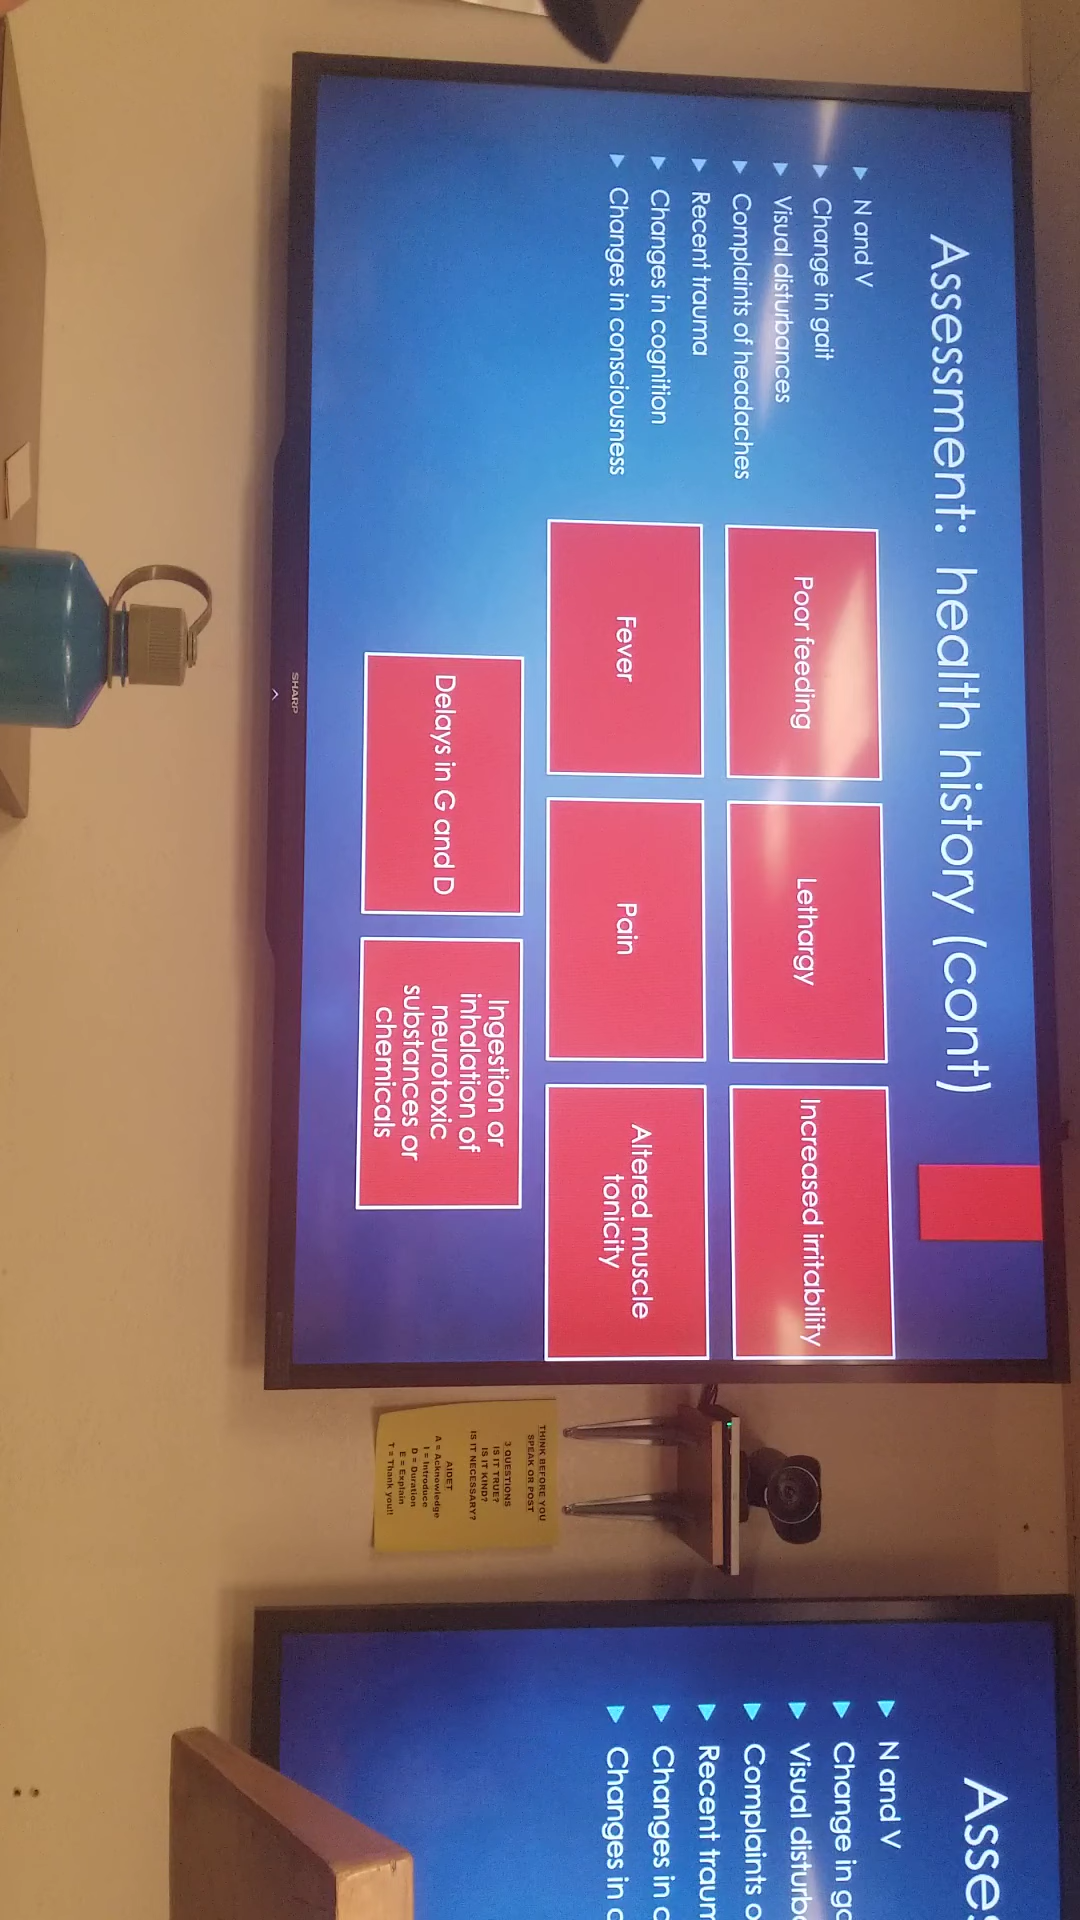 Assessment: health history (cont)
N and V
Change in gait
Visual disturbances
Complaints of headaches
Recent trauma
Changes in cognition
Changes in consciousness
Poor feeding
Lethargy
Increased irritability
Fever
Pain
Altered muscle
tonicity
Delays in G and D
Ingestion or
inhalation of
neurotoxic
substances or
chemicals
SHARP
THINK BEFORE YOU
SPEAK OR POST
3 QUESTIONS
IS IT TRUE?
IS IT KIND?
IS IT NECESSARY?
AIDET
A = Acknowledge
I = Introduce
D = Duration
E = Explain
T = Thank you!!
Asses
N and V
Change in ga
Visual disturba
Complaints o
Recent traum
Changes in c
Changes in c